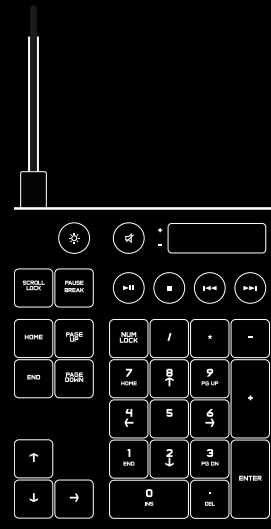 +
-
SCROLL
LOCK
PAUSE
BREAK
HOME
PAGE
UP
NUM
LOCK
/
*
-
END
PAGE
DOWN
7
HOME
8
↑
9
PG UP
+
4
←
5
6
→
↑
1
END
2
↓
3
PG DN
ENTER
↓
→
0
INS
.
DEL